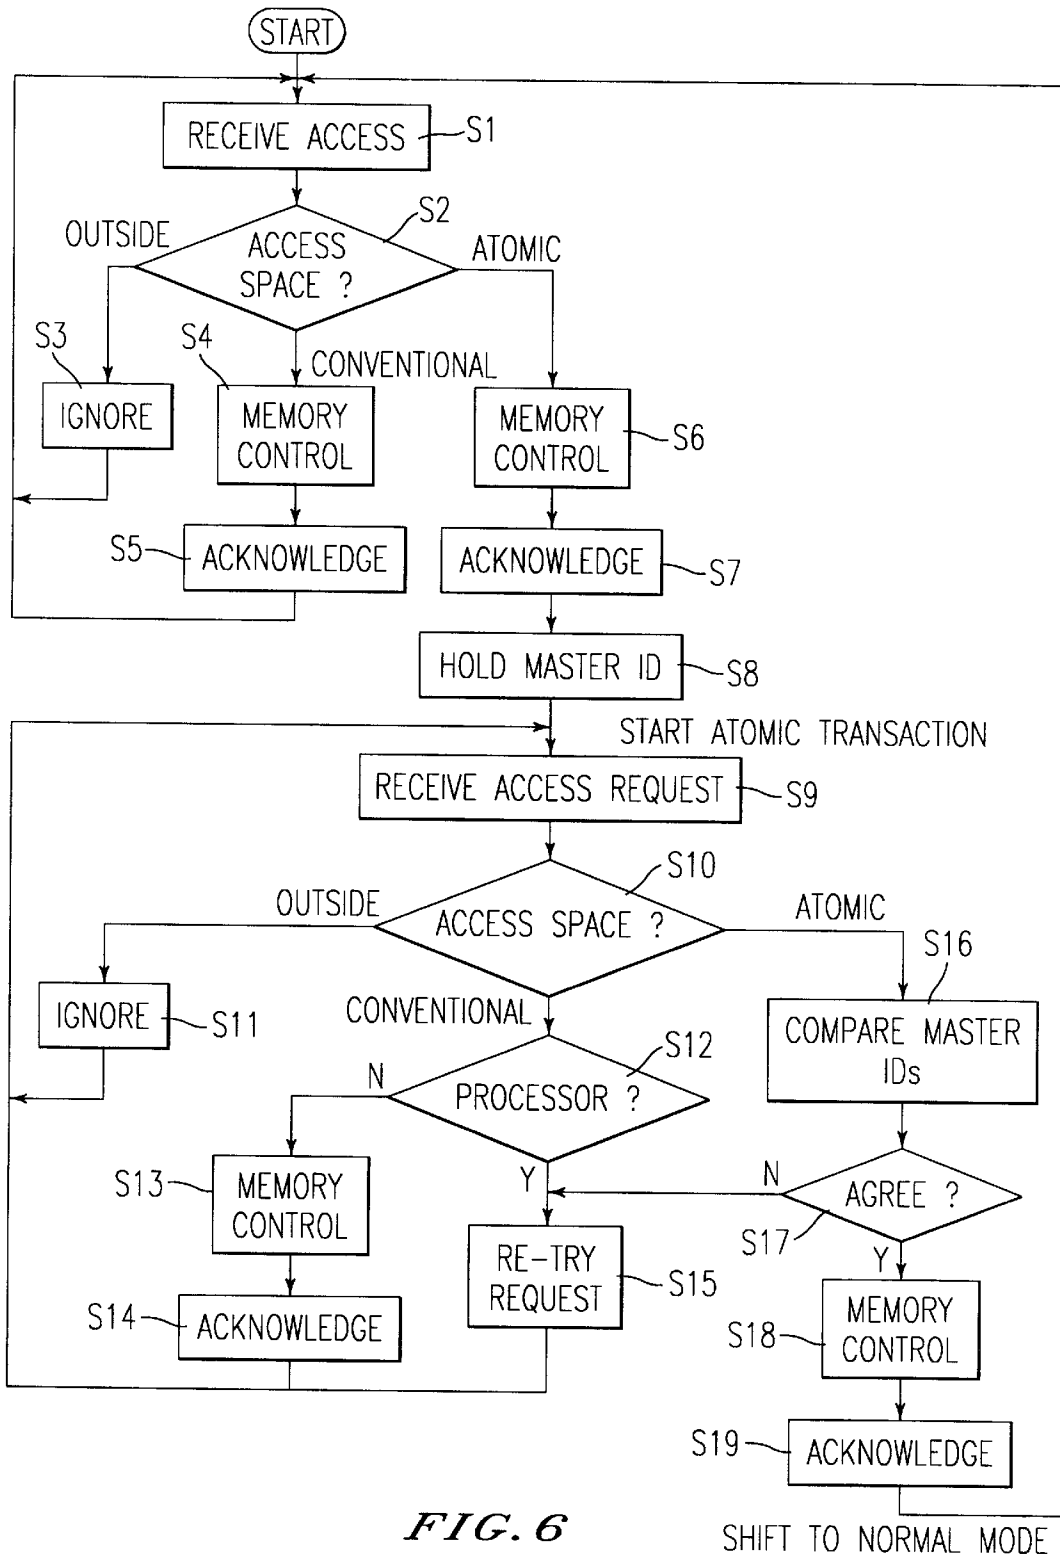 START
RECEIVE ACCESS
S1
S2
OUTSIDE
ACCESS
SPACE ?
ATOMIC
S3
S4
CONVENTIONAL
IGNORE
MEMORY
CONTROL
MEMORY
CONTROL
S6
S5
ACKNOWLEDGE
ACKNOWLEDGE
S7
HOLD MASTER ID
S8
START ATOMIC TRANSACTION
RECEIVE ACCESS REQUEST
S9
S10
OUTSIDE
ACCESS SPACE ?
ATOMIC
S16
IGNORE
S11
CONVENTIONAL
S12
COMPARE MASTER
IDs
N
PROCESSOR ?
S13
MEMORY
CONTROL
Y
N
AGREE ?
S17
Y
RE-TRY
REQUEST
S15
S14
ACKNOWLEDGE
S18
MEMORY
CONTROL
S19
ACKNOWLEDGE
FIG. 6
SHIFT TO NORMAL MODE